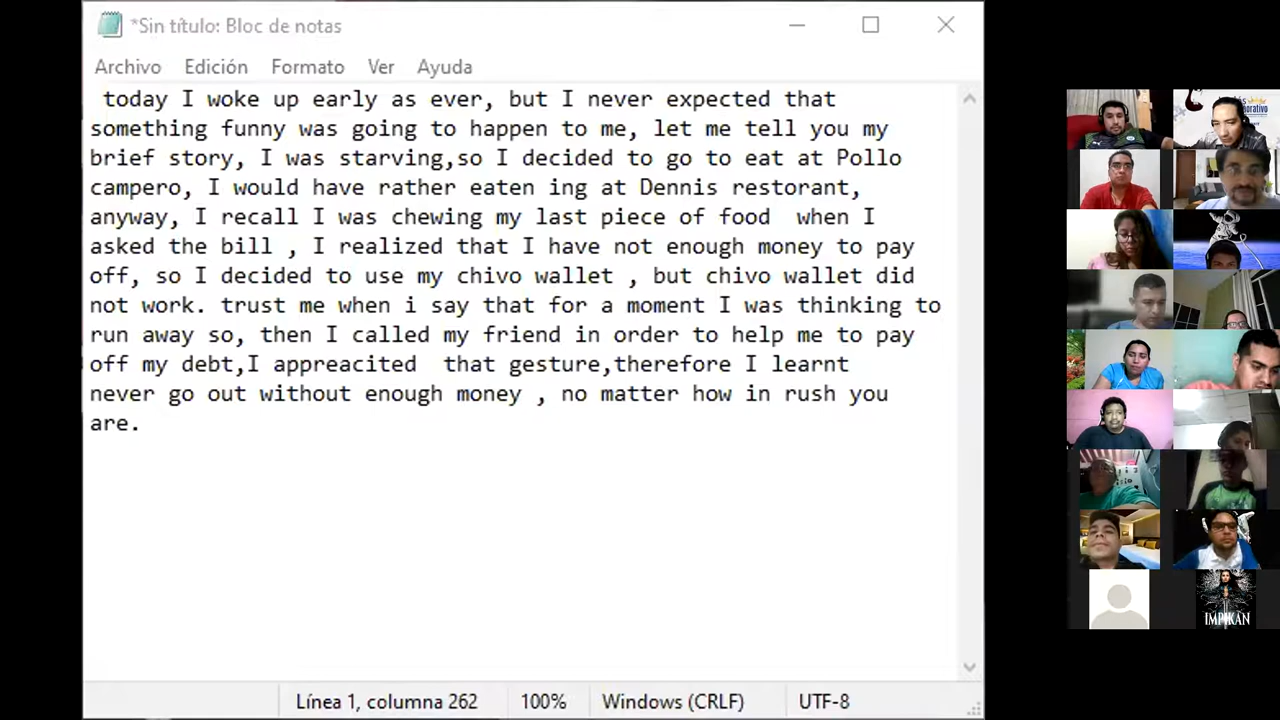 *Sin título: Bloc de notas
Archivo Edición Formato Ver Ayuda
today I woke up early as ever, but I never expected that
something funny was going to happen to me, let me tell you my
brief story, I was starving,so I decided to go to eat at Pollo
campero, I would have rather eaten ing at Dennis restorant,
anyway, I recall I was chewing my last piece of food  when I
asked the bill , I realized that I have not enough money to pay
off, so I decided to use my chivo wallet , but chivo wallet did
not work. trust me when i say that for a moment I was thinking to
run away so, then I called my friend in order to help me to pay
off my debt,I appreacited  that gesture,therefore I learnt
never go out without enough money , no matter how in rush you
are.
Línea 1, columna 262 100% Windows (CRLF) UTF-8
IMPIKAN